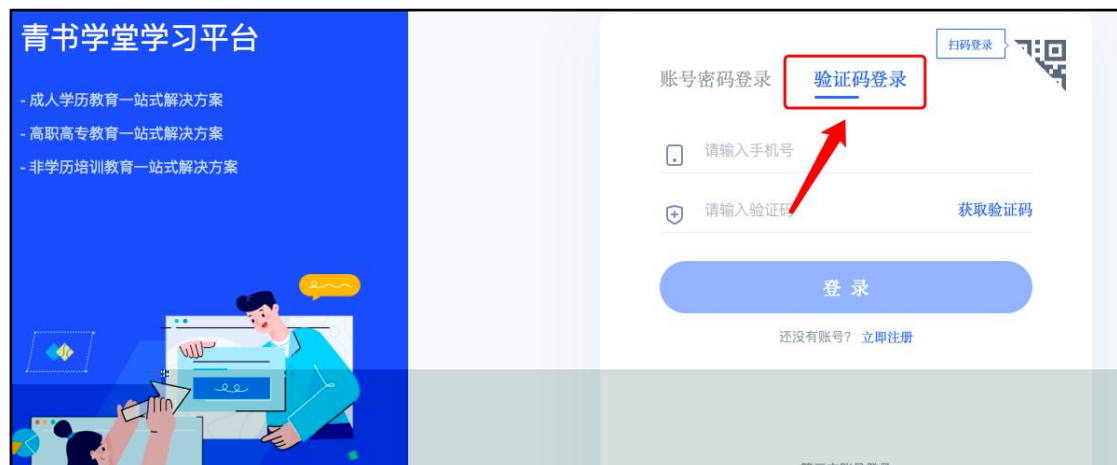 青书学堂学习平台
- 成人学历教育一站式解决方案
- 高职高专教育一站式解决方案
- 非学历培训教育一站式解决方案
扫码登录
账号密码登录 验证码登录
请输入手机号
请输入验证码 获取验证码
登 录
还没有账号? 立即注册